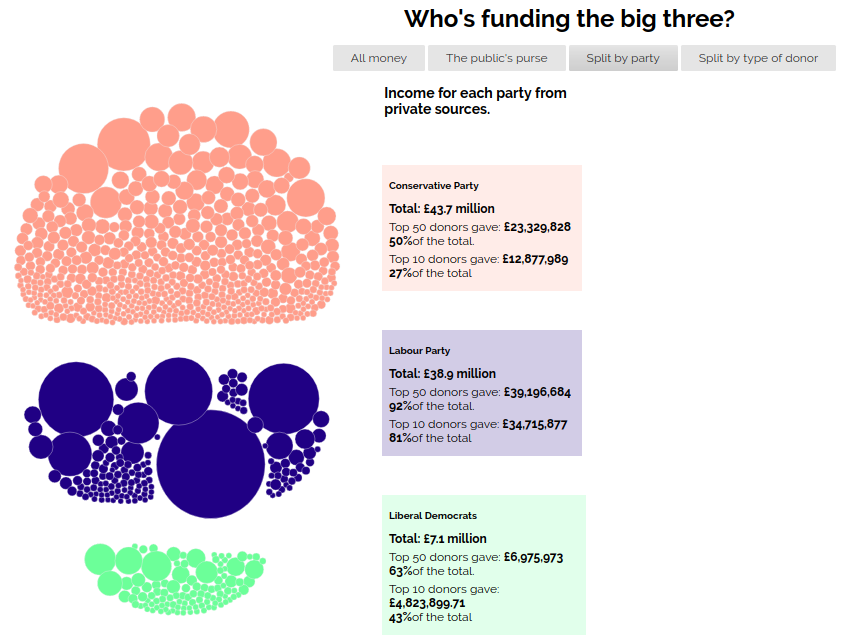 Who's funding the big three?
All money
The public's purse
Split by party
Split by type of donor
Income for each party from
private sources.
Conservative Party
Total: £43.7 million
Top 50 donors gave: £23,329,828
50%of the total.
Top 10 donors gave: £12,877,989
27%of the total
Labour Party
Total: £38.9 million
Top 50 donors gave: £39,196,684
92%of the total.
Top 10 donors gave: £34,715,877
81%of the total
Liberal Democrats
Total: £7.1 million
Top 50 donors gave: £6,975,973
63%of the total.
Top 10 donors gave:
£4,823,899.71
43%of the total